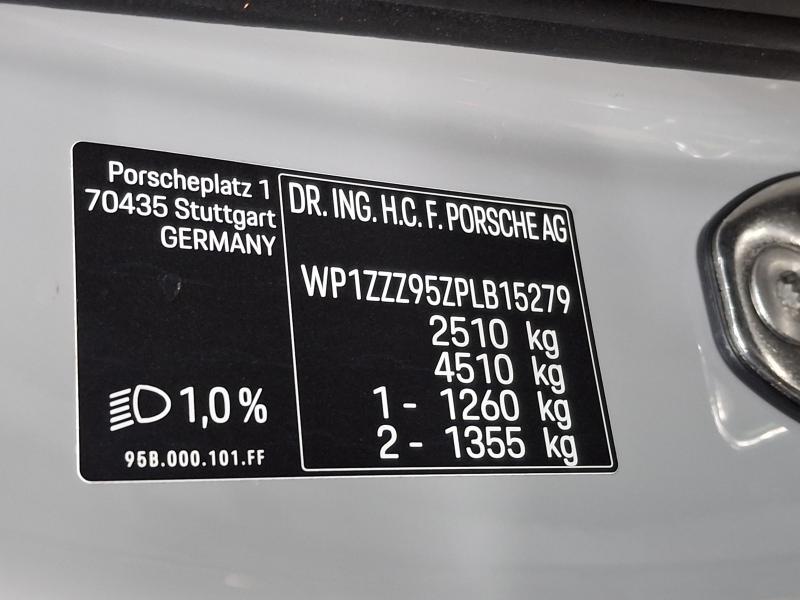 Porscheplatz 1
70435 Stuttgart
GERMANY
1,0%
95B.000.101.FF
DR. ING. H.C. F. PORSCHE AG
WP1ZZZ95ZPLB15279
2510 kg
4510 kg
1 - 1260 kg
2 - 1355 kg